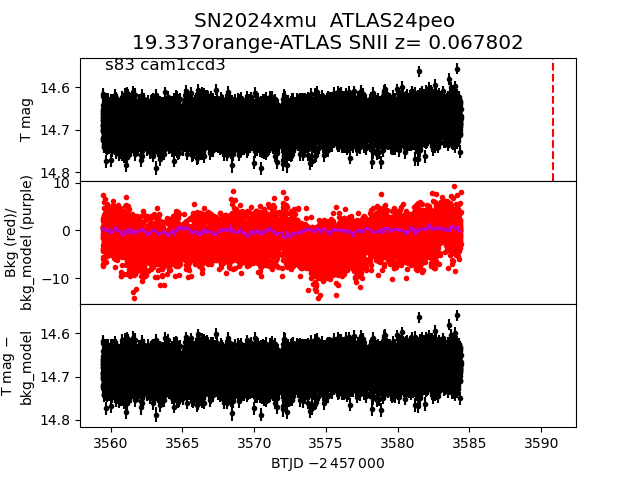 SN2024xmu  ATLAS24peo
19.337orange-ATLAS SNII z= 0.067802
s83 cam1ccd3
14.6
14.7
14.8
T mag
10
0
−10
Bkg (red)/
bkg_model (purple)
14.6
14.7
14.8
T mag −
bkg_model
3560 3565 3570 3575 3580 3585 3590
BTJD −2 457 000